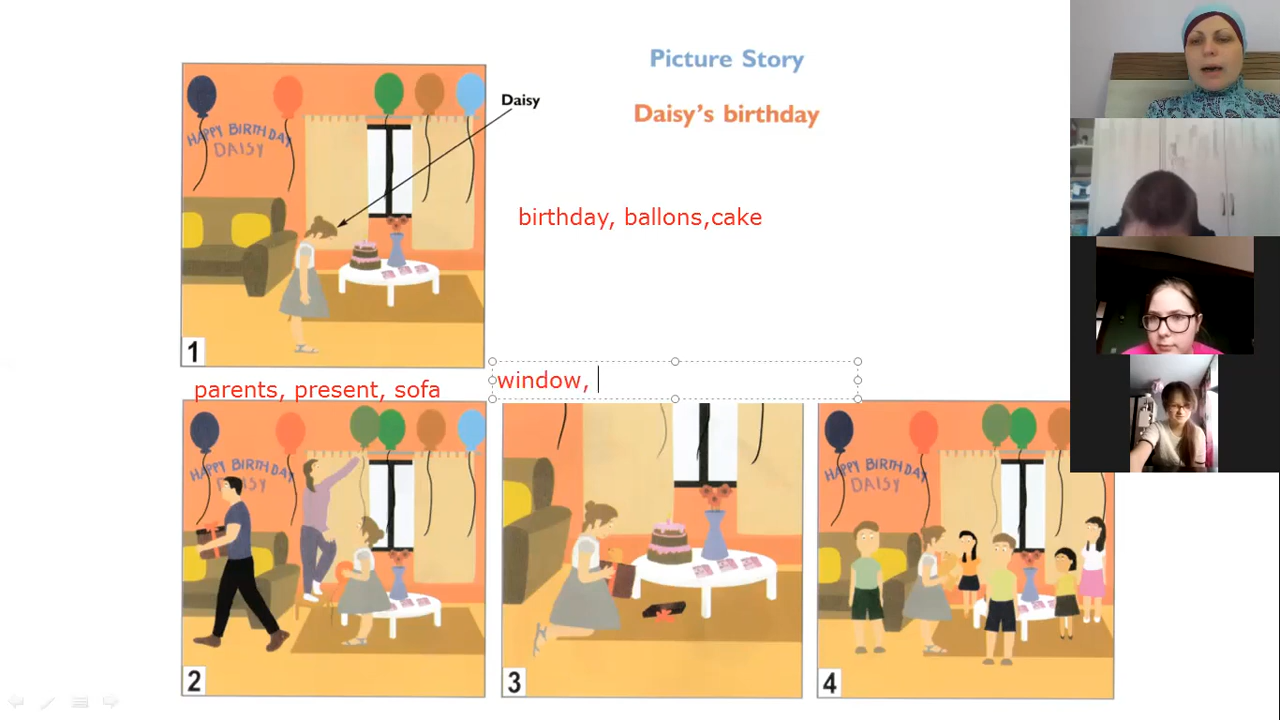 Picture Story
Daisy's birthday
Daisy
HAPPY BIRTHDAY
DAISY
birthday, ballons,cake
1
parents, present, sofa
window,
HAPPY BIRTHDAY
DAISY
2
3
HAPPY BIRTHDAY
DAISY
4